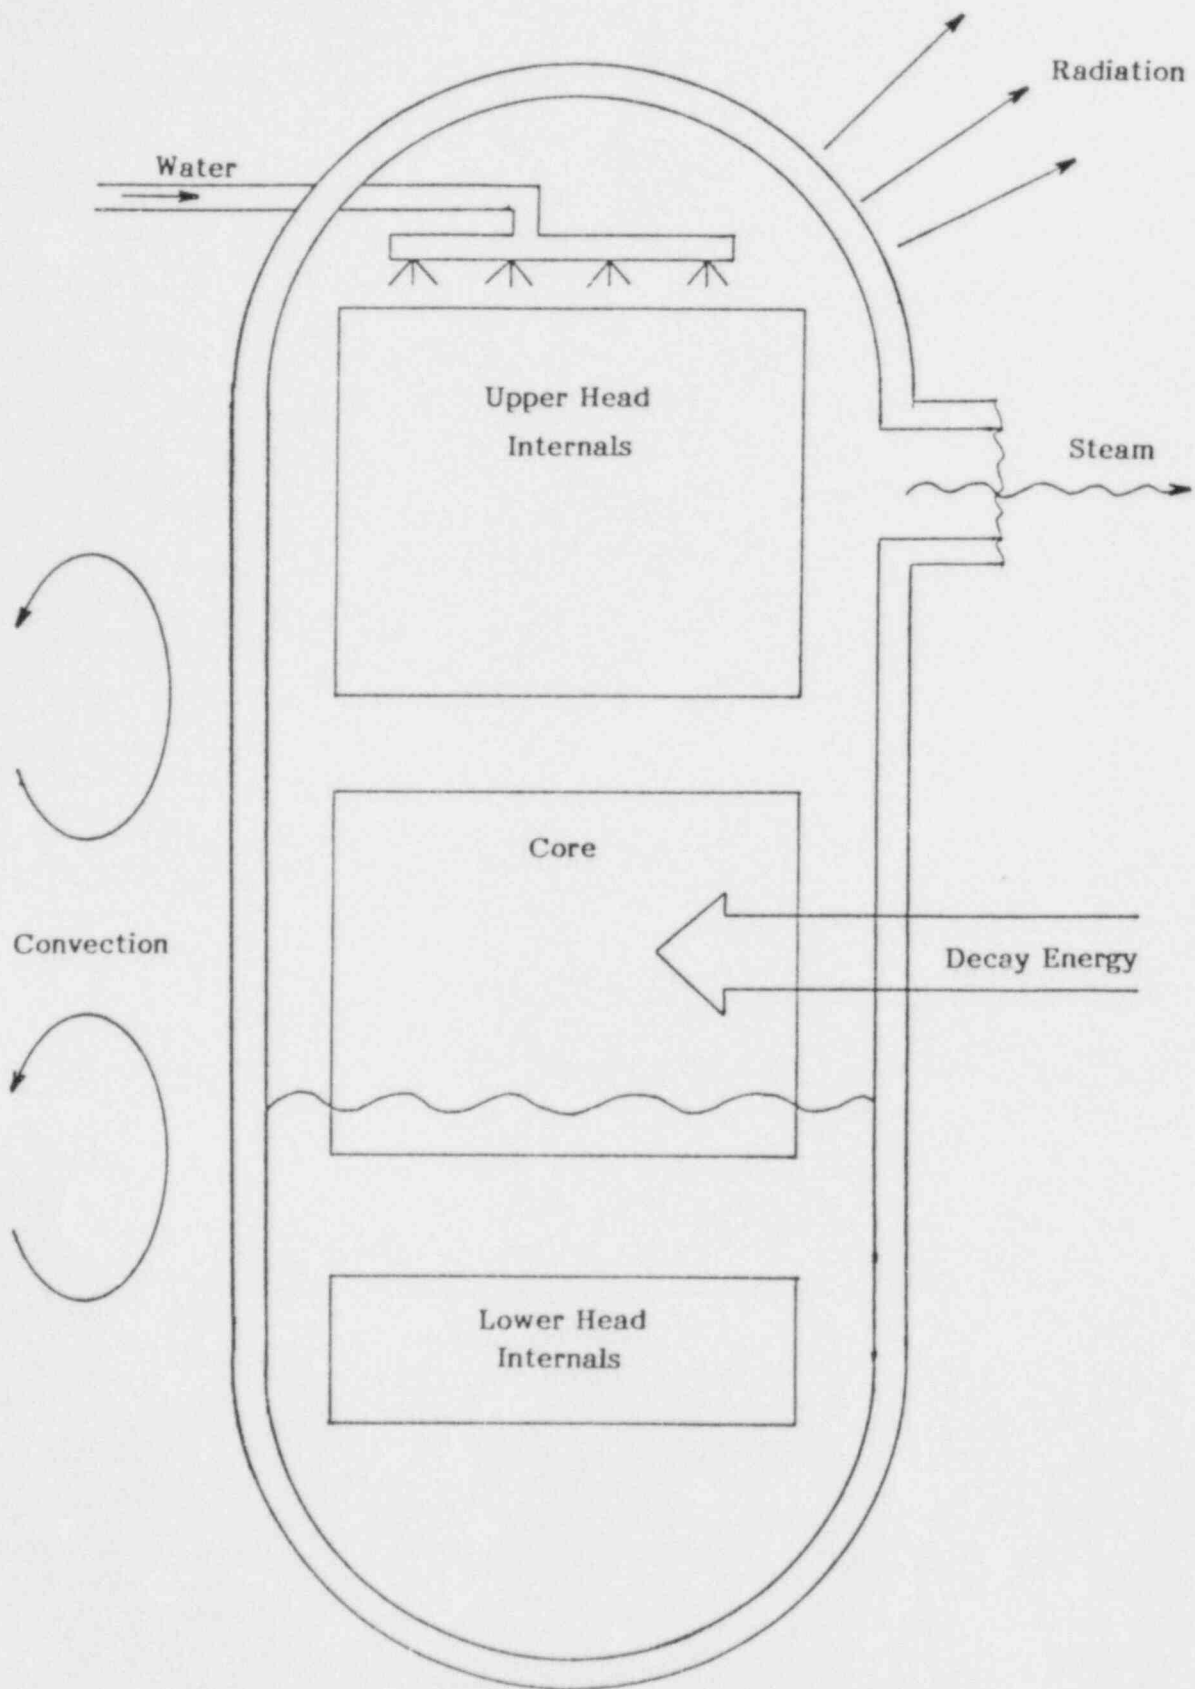 Radiation
Water
Upper Head
Internals
Steam
Core
Convection
Decay Energy
Lower Head
Internals